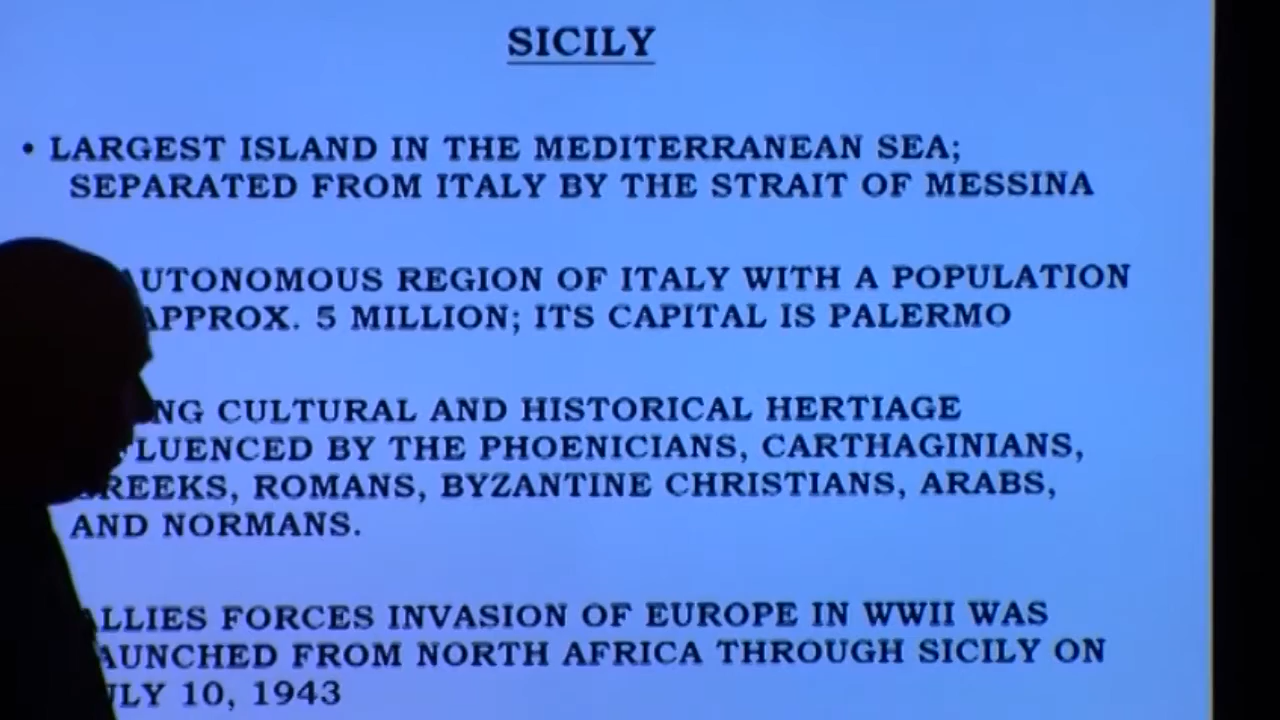 SICILY
• LARGEST ISLAND IN THE MEDITERRANEAN SEA;
SEPARATED FROM ITALY BY THE STRAIT OF MESSINA
AUTONOMOUS REGION OF ITALY WITH A POPULATION
APPROX. 5 MILLION; ITS CAPITAL IS PALERMO
CULTURAL AND HISTORICAL HERTIAGE
BY THE PHOENICIANS, CARTHAGINIANS,
GREEKS, ROMANS, BYZANTINE CHRISTIANS, ARABS,
AND NORMANS.
ALLIES FORCES INVASION OF EUROPE IN WWII WAS
LAUNCHED FROM NORTH AFRICA THROUGH SICILY ON
JULY 10, 1943